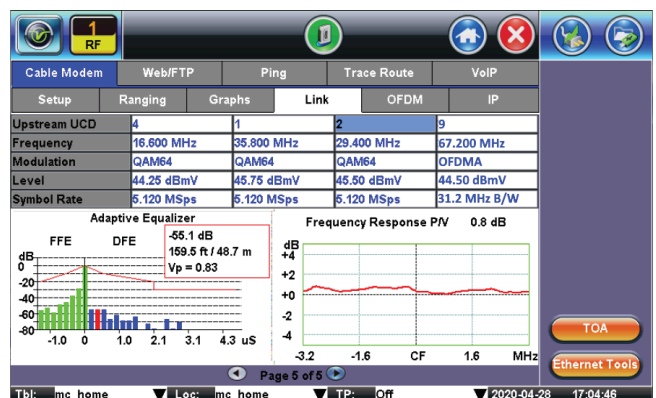 1
RF
Cable Modem Web/FTP Ping Trace Route VoIP
Setup Ranging Graphs Link OFDM IP
Upstream UCD 4 1 2 9
Frequency 16.600 MHz 35.800 MHz 29.400 MHz 67.200 MHz
Modulation QAM64 QAM64 QAM64 OFDMA
Level 44.25 dBmV 45.75 dBmV 45.50 dBmV 44.50 dBmV
Symbol Rate 5.120 MSps 5.120 MSps 5.120 MSps 31.2 MHz B/W
Adaptive Equalizer
FFE DFE
-55.1 dB
159.5 ft / 48.7 m
Vp = 0.83
dB
0
-20
-40
-60
-80
-1.0 0 1.0 2.1 3.1 4.3 uS
Frequency Response P/V 0.8 dB
dB
+4
+2
+0
-2
-4
-3.2 -1.6 CF 1.6 MHz
TOA
Ethernet Tools
Page 5 of 5
Tbl: mc_home Loc: mc_home TP: Off 2020-04-28 17:04:46